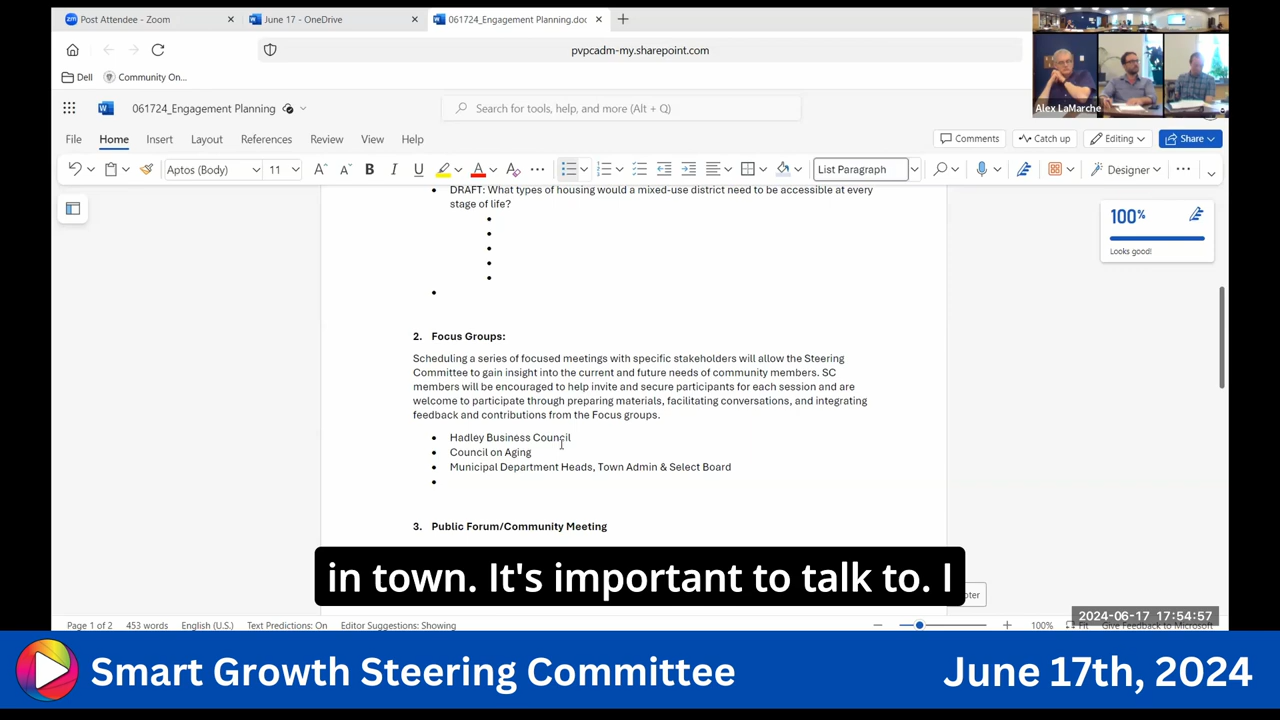 Post Attendee - Zoom
June 17 - OneDrive
061724_Engagement Planning.doc
pvpcadm-my.sharepoint.com
Dell
Community On...
Alex LaMarche
061724_Engagement Planning
Search for tools, help, and more (Alt + Q)
File Home Insert Layout References Review View Help
Comments Catch up Editing Share
Aptos (Body) 11 List Paragraph Designer
DRAFT: What types of housing would a mixed-use district need to be accessible at every
stage of life?
100%
Looks good!
2. Focus Groups:
Scheduling a series of focused meetings with specific stakeholders will allow the Steering
Committee to gain insight into the current and future needs of community members. SC
members will be encouraged to help invite and secure participants for each session and are
welcome to participate through preparing materials, facilitating conversations, and integrating
feedback and contributions from the Focus groups.
• Hadley Business Council
• Council on Aging
• Municipal Department Heads, Town Admin & Select Board
3. Public Forum/Community Meeting
in town. It's important to talk to. I
2024-06-17 17:54:57
Page 1 of 2 453 words English (U.S.) Text Predictions: On Editor Suggestions: Showing 100% Fit Give Feedback to Microsoft
Smart Growth Steering Committee
June 17th, 2024